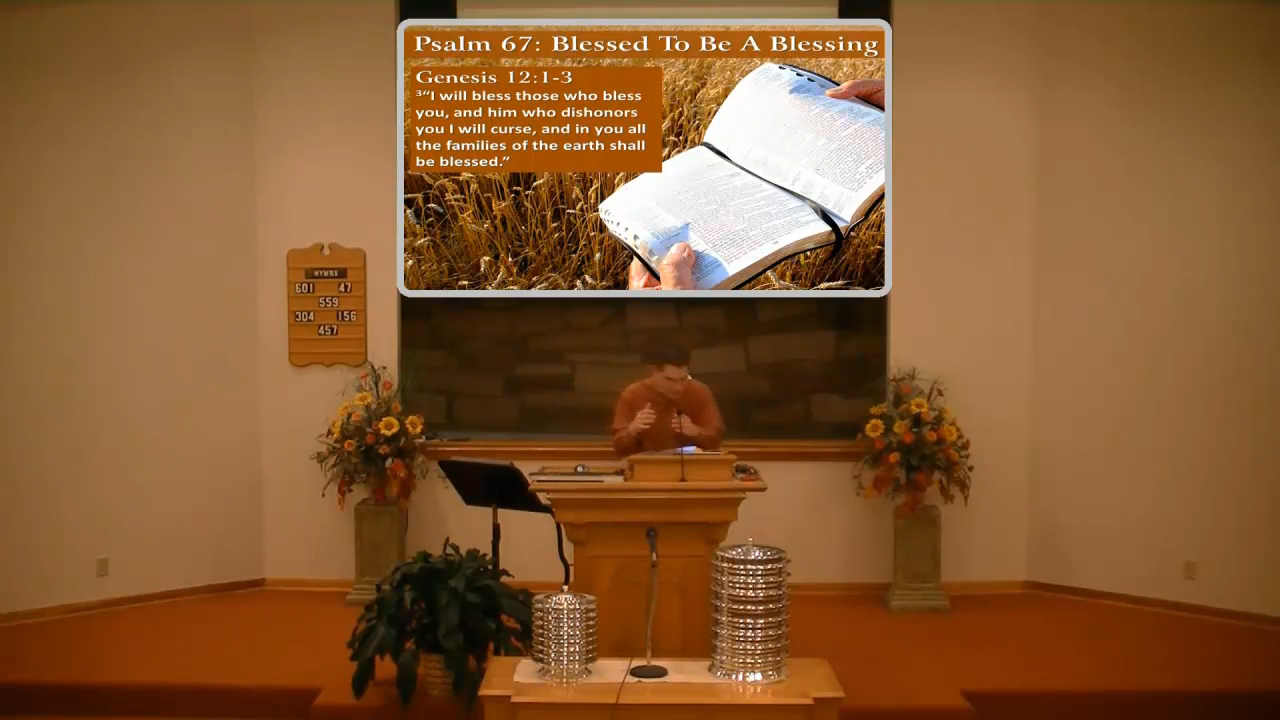 Psalm 67: Blessed To Be A Blessing
Genesis 12:1-3
³“I will bless those who bless
you, and him who dishonors
you I will curse, and in you all
the families of the earth shall
be blessed.”
HYMNS
601 47
559
304 156
457